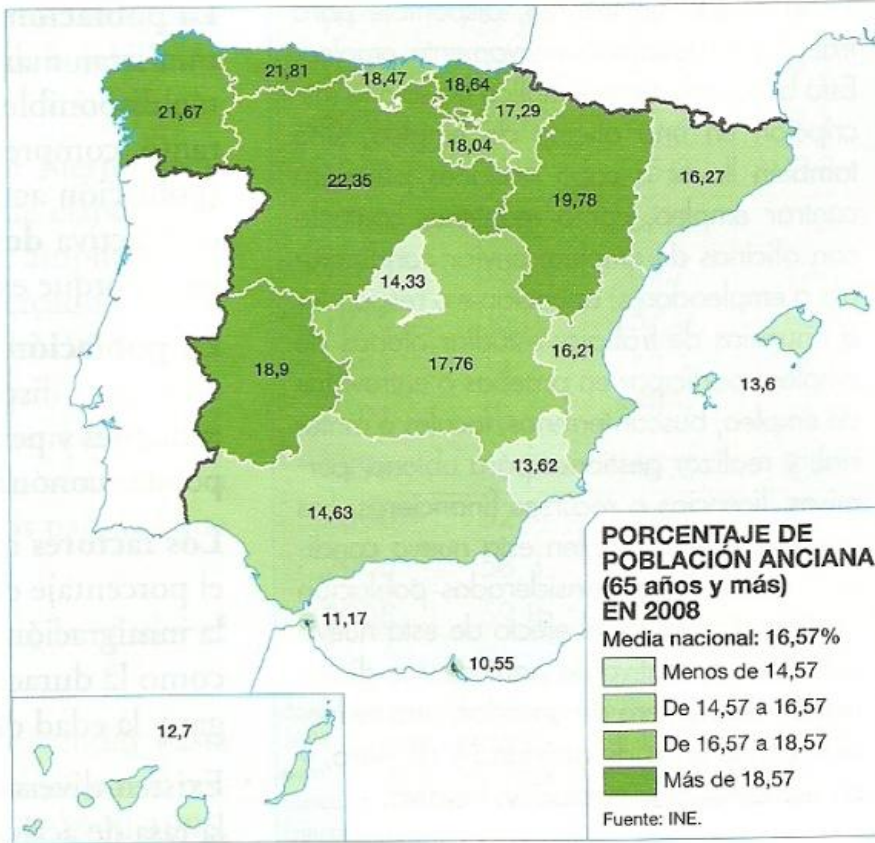 21,81
18,47
18,64
21,67
17,29
18,04
22,35
19,78
16,27
14,33
18,9
17,76
16,21
13,6
13,62
14,63
11,17
10,55
12,7
PORCENTAJE DE
POBLACIÓN ANCIANA
(65 años y más)
EN 2008
Media nacional: 16,57%
Menos de 14,57
De 14,57 a 16,57
De 16,57 a 18,57
Más de 18,57
Fuente: INE.